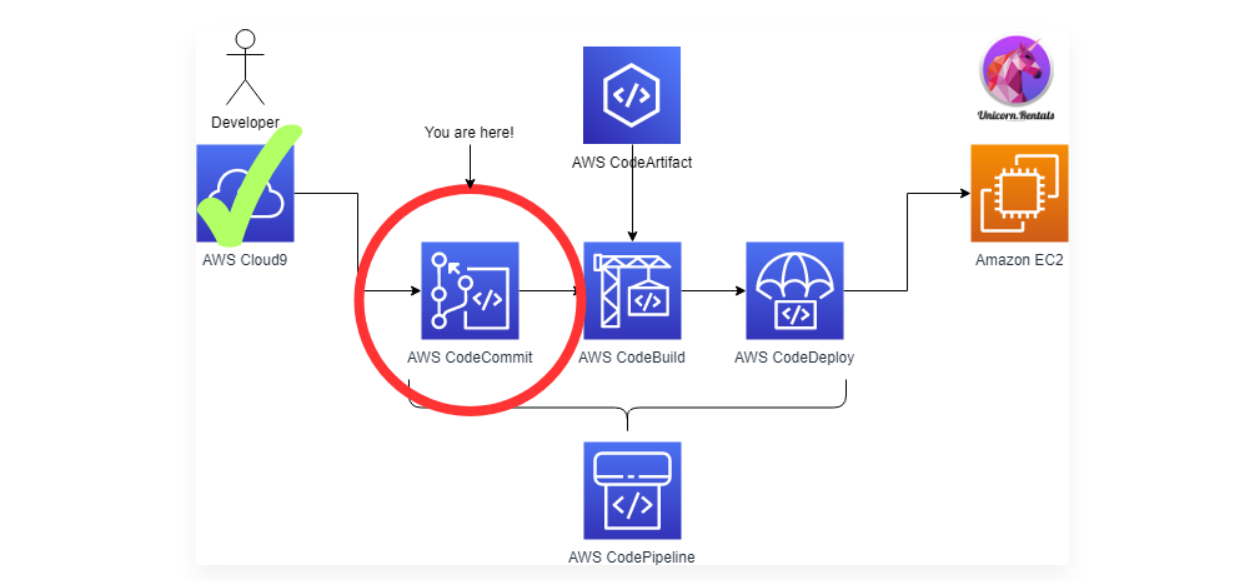 Developer
Unicorn.Rentals
You are here!
AWS CodeArtifact
AWS Cloud9
Amazon EC2
AWS CodeCommit
AWS CodeBuild
AWS CodeDeploy
AWS CodePipeline